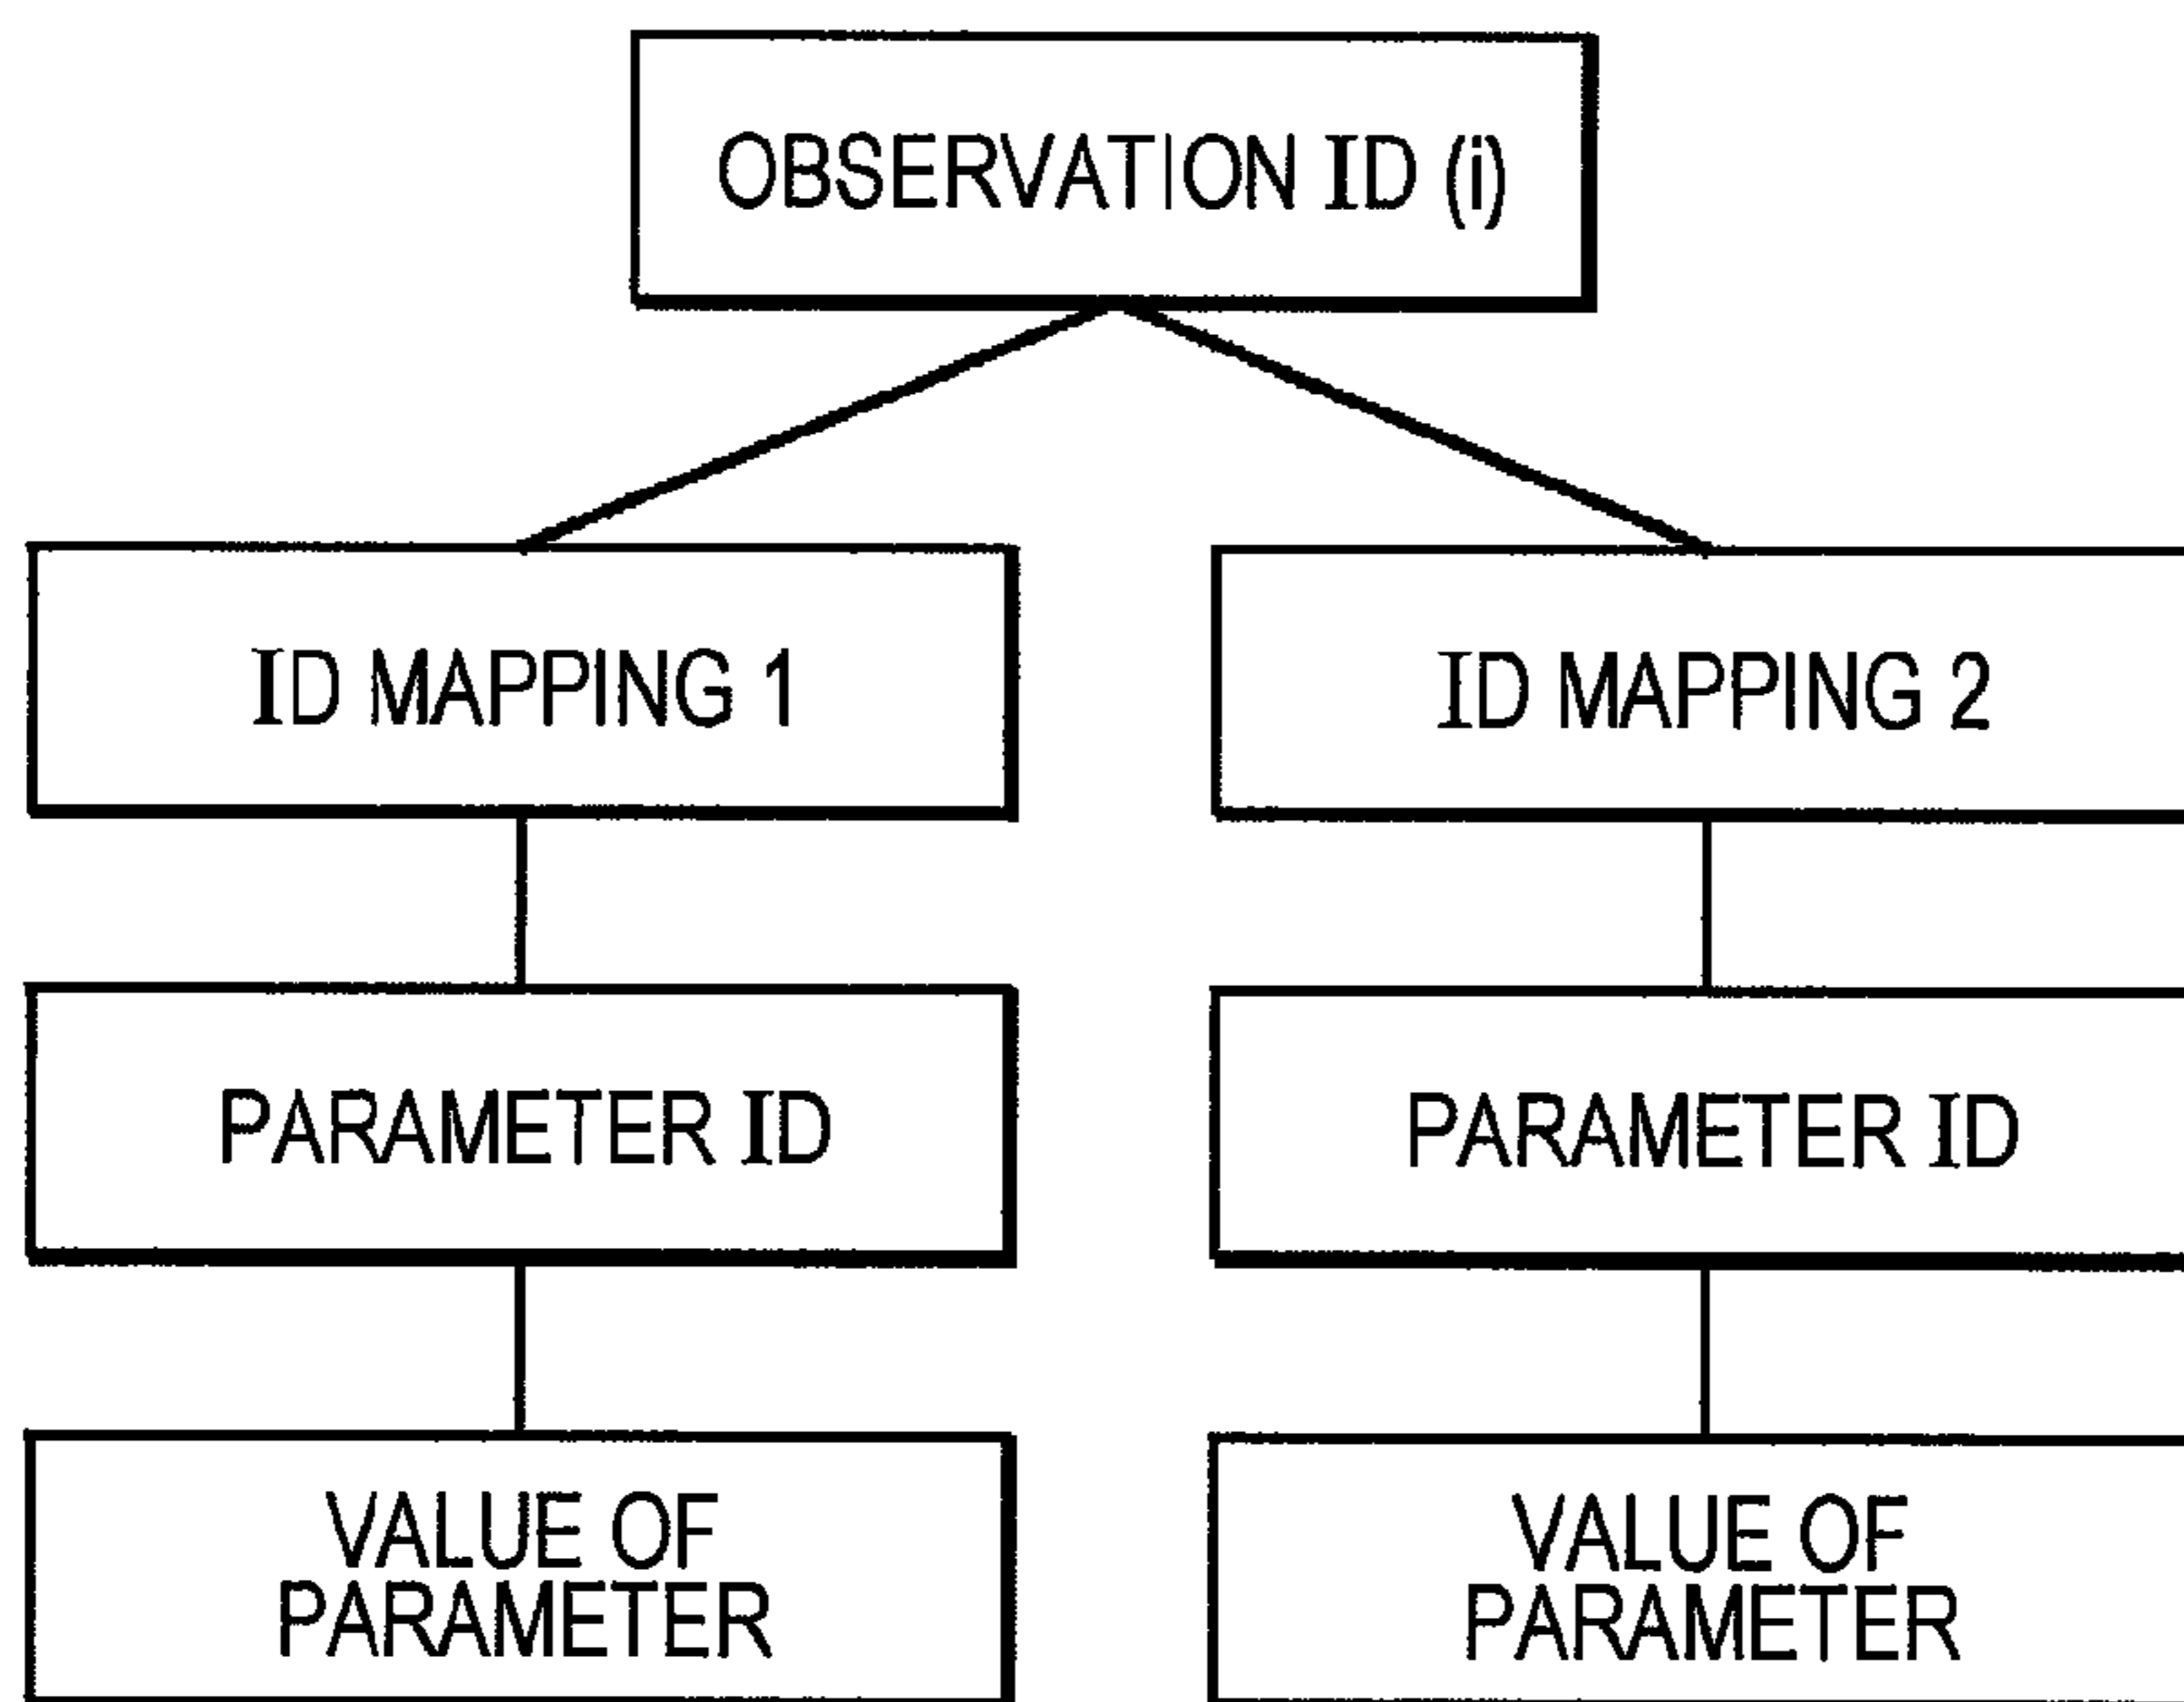 OBSERVATION ID (i)
ID MAPPING 1
ID MAPPING 2
PARAMETER ID
PARAMETER ID
VALUE OF
PARAMETER
VALUE OF
PARAMETER